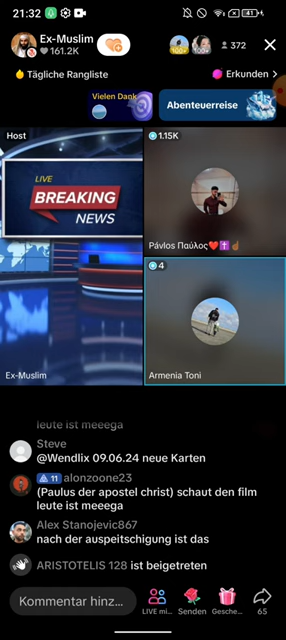 21:32
41
Ex-Muslim
161.2K
100+
100+
372
Tägliche Rangliste
Erkunden
Vielen Dank
Abenteuerreise
Host
LIVE
BREAKING
NEWS
Ex-Muslim
1.15K
Pávlos Παύλος
4
Armenia Toni
leute ist meeega
Steve
@Wendlix 09.06.24 neue Karten
11 alonzoone23
(Paulus der apostel christ) schaut den film
leute ist meeega
Alex Stanojevic867
nach der auspeitschigung ist das
ARISTOTELIS 128 ist beigetreten
Kommentar hinz...
LIVE mi...
Senden
Gesche...
65